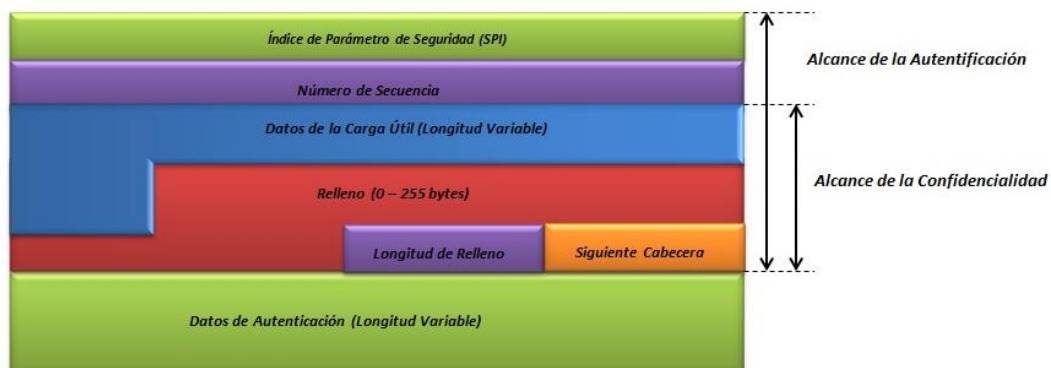 Índice de Parámetro de Seguridad (SPI)
Alcance de la Autentificación
Número de Secuencia
Datos de la Carga Útil (Longitud Variable)
Alcance de la Confidencialidad
Relleno (0 – 255 bytes)
Longitud de Relleno
Siguiente Cabecera
Datos de Autenticación (Longitud Variable)